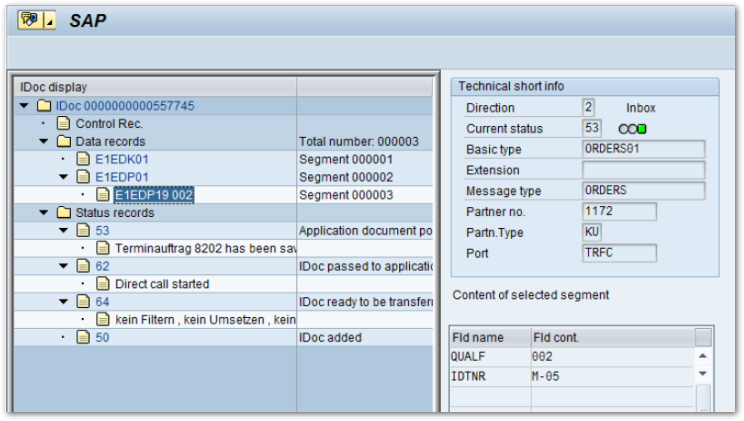 SAP
IDoc display
IDoc 0000000000557745
Control Rec.
Data records Total number: 000003
E1EDK01 Segment 000001
E1EDP01 Segment 000002
E1EDP19 002 Segment 000003
Status records
53 Application document po
Terminauftrag 8202 has been sav
62 IDoc passed to applicatio
Direct call started
64 IDoc ready to be transferr
kein Filtern , kein Umsetzen , kein
50 IDoc added
Technical short info
Direction 2 Inbox
Current status 53
Basic type ORDERS01
Extension
Message type ORDERS
Partner no. 1172
Partn.Type KU
Port TRFC
Content of selected segment
Fld name Fld cont.
QUALF 002
IDTNR M-05